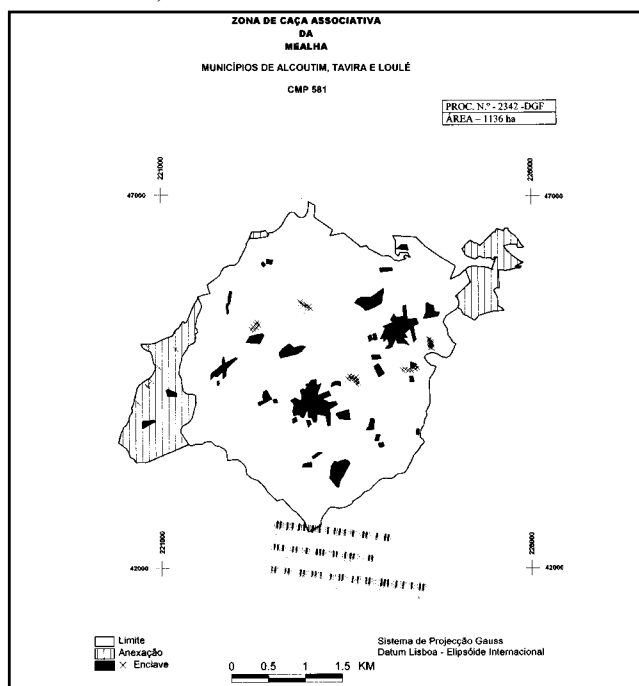 ZONA DE CAÇA ASSOCIATIVA
DA
MEALHA
MUNICÍPIOS DE ALCOUTIM, TAVIRA E LOULÉ
CMP 581
PROC. N.º - 2342 -DGF
ÁREA – 1136 ha
221000
226000
47000
47000
221000
226000
42000
42000
Limite
Anexação
Enclave
0 0.5 1 1.5 KM
Sistema de Projecção Gauss
Datum Lisboa - Elipsóide Internacional